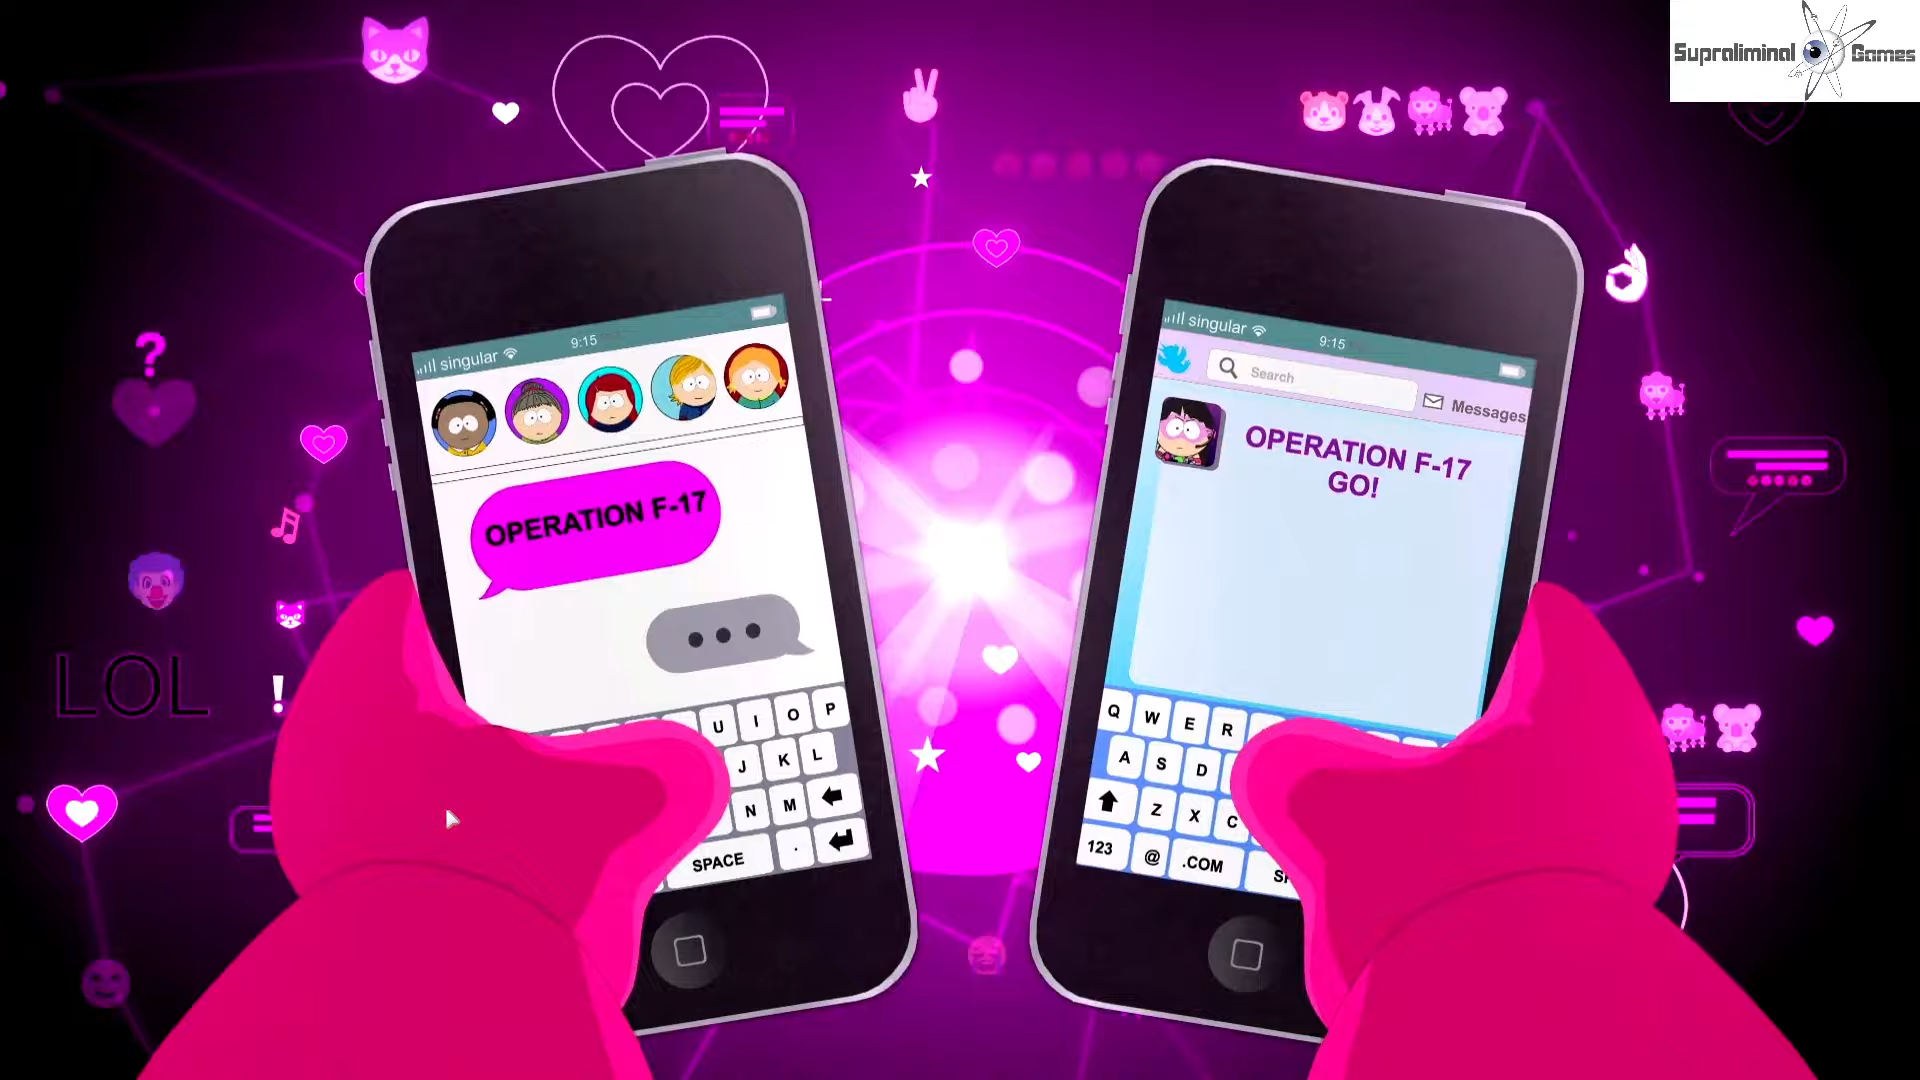 Supraliminal Games
singular 9:15
OPERATION F-17
U I O P
J K L
N M
SPACE .
singular 9:15
Search
Messages
OPERATION F-17
GO!
Q W E R
A S D
Z X C
123 @ .COM
LOL
?
!